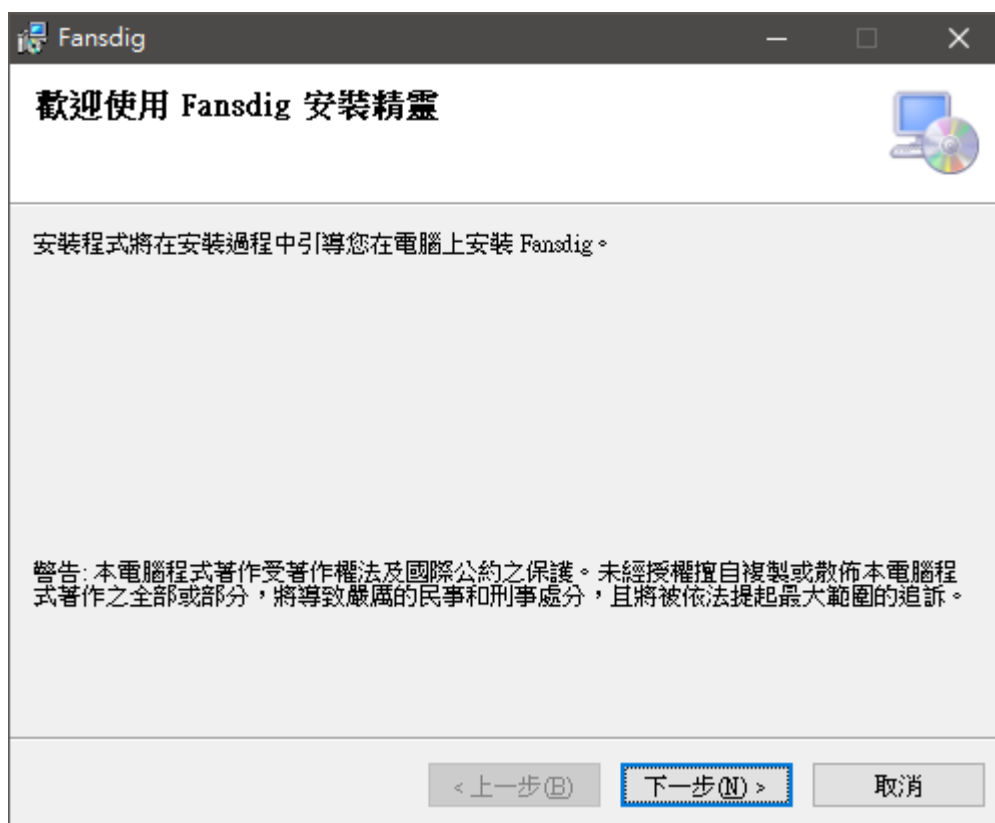 Fansdig
歡迎使用 Fansdig 安裝精靈
安裝程式將在安裝過程中引導您在電腦上安裝 Fansdig。
警告: 本電腦程式著作受著作權法及國際公約之保護。未經授權擅自複製或散佈本電腦程
式著作之全部或部分，將導致嚴厲的民事和刑事處分，且將被依法提起最大範圍的追訴。
< 上一步(B)
下一步(N) >
取消